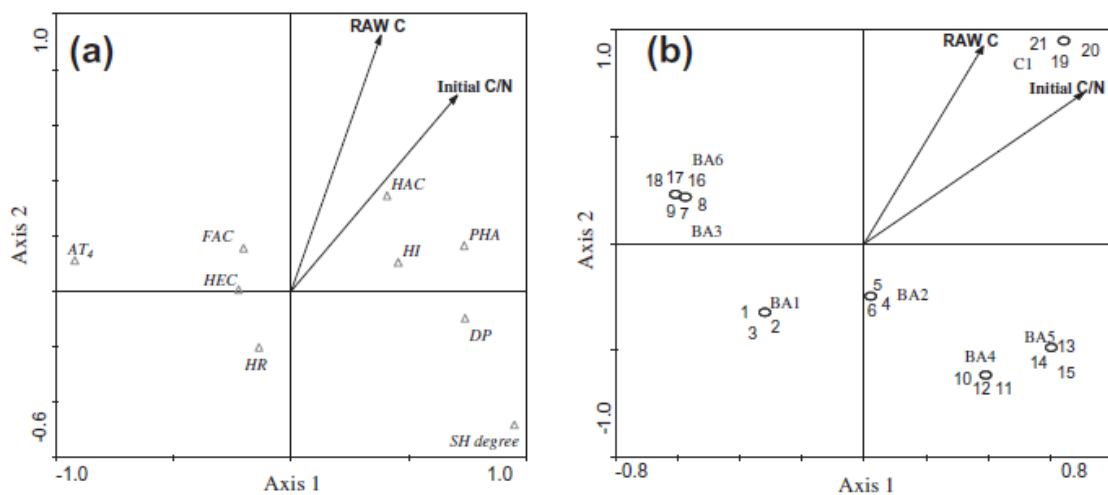 (a)
1.0
RAW C
Initial C/N
HAC
PHA
HI
FAC
AT4
HEC
DP
HR
SH degree
Axis 2
-0.6
-1.0
Axis 1
1.0
(b)
1.0
RAW C
21
20
C1
19
Initial C/N
BA6
18 17 16
9 7 8
BA3
5
4 BA2
6
1 BA1
3 2
BA5 13
BA4 14
15
10 12 11
Axis 2
-1.0
-0.8
Axis 1
0.8